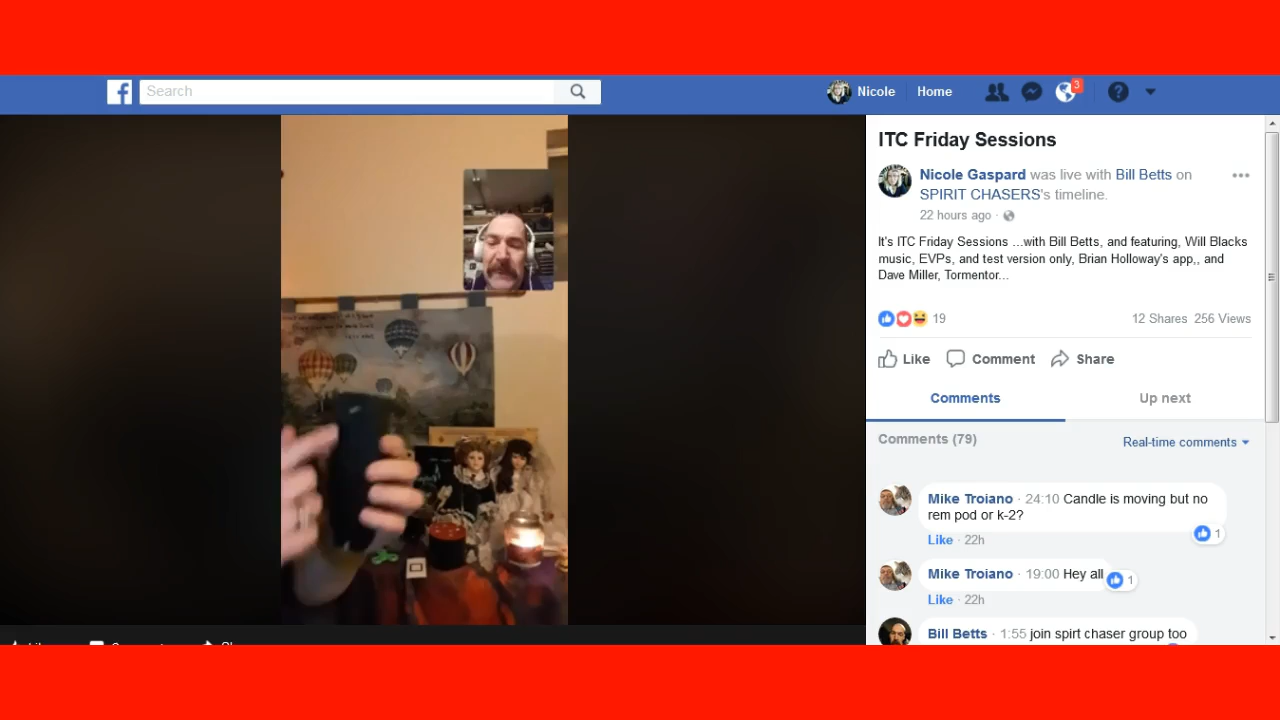 f
Search
Nicole
Home
3
?
ITC Friday Sessions
Nicole Gaspard was live with Bill Betts on
SPIRIT CHASERS's timeline.
22 hours ago ·
It's ITC Friday Sessions ...with Bill Betts, and featuring, Will Blacks
music, EVPs, and test version only, Brian Holloway's app,, and
Dave Miller, Tormentor...
19
12 Shares 256 Views
Like Comment Share
Comments Up next
Comments (79)
Real-time comments
Mike Troiano · 24:10 Candle is moving but no
rem pod or k-2?
1
Like · 22h
Mike Troiano · 19:00 Hey all
1
Like · 22h
Bill Betts · 1:55 join spirt chaser group too